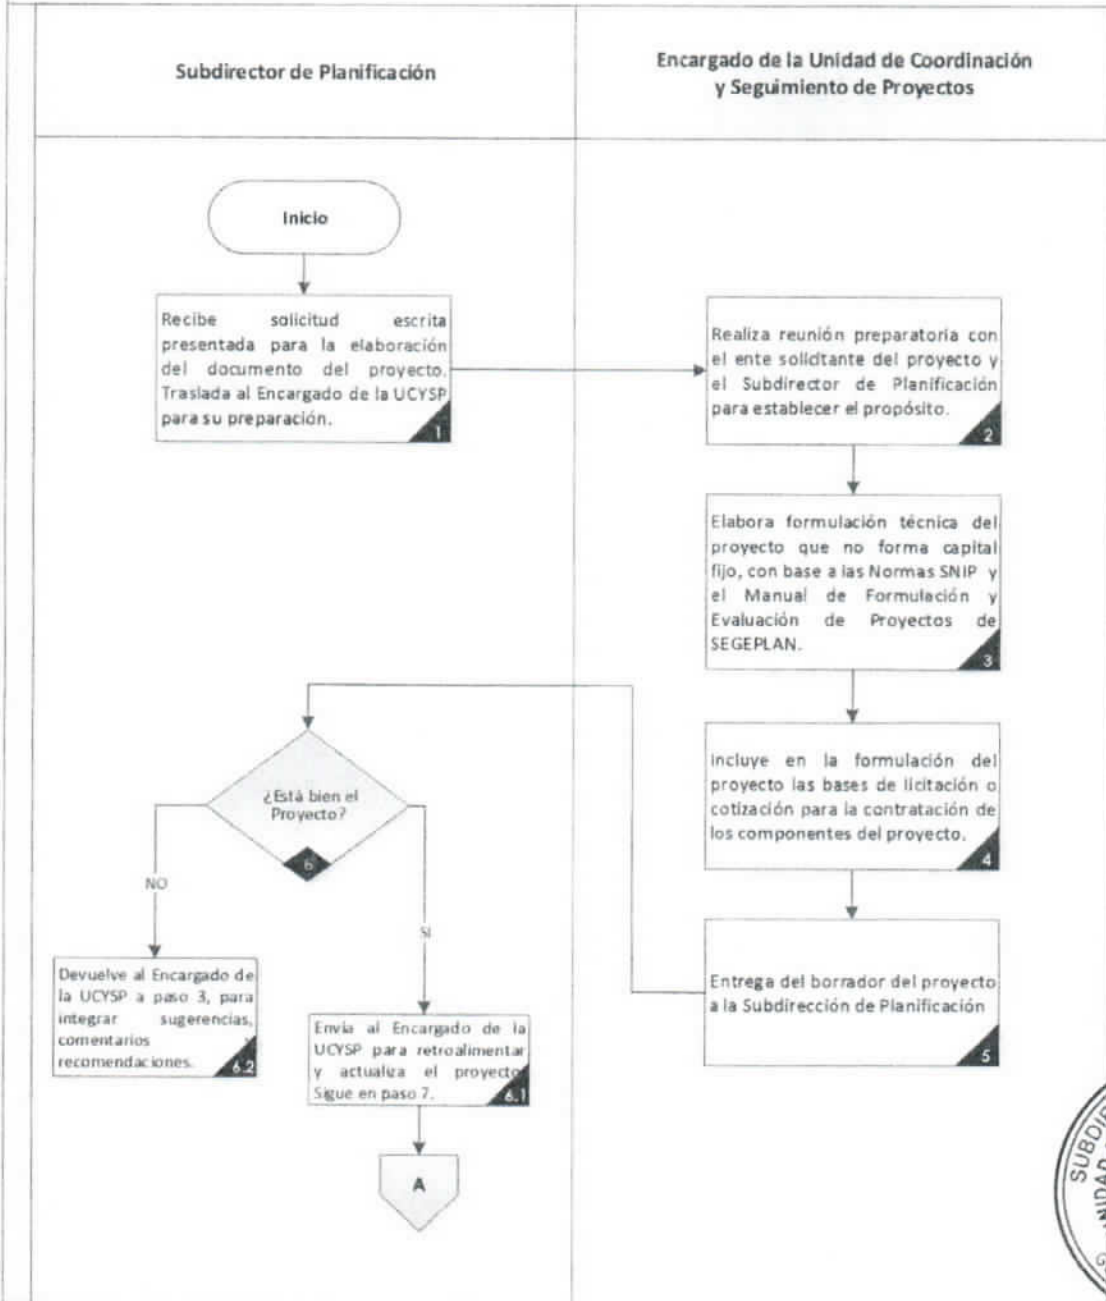 Subdirector de Planificación
Encargado de la Unidad de Coordinación
y Seguimiento de Proyectos
Inicio
Recibe solicitud escrita
presentada para la elaboración
del documento del proyecto.
Traslada al Encargado de la UCYSP
para su preparación.
1
Realiza reunión preparatoria con
el ente solicitante del proyecto y
el Subdirector de Planificación
para establecer el propósito.
2
Elabora formulación técnica del
proyecto que no forma capital
fijo, con base a las Normas SNIP y
el Manual de Formulación y
Evaluación de Proyectos de
SEGEPLAN.
3
Incluye en la formulación del
proyecto las bases de licitación o
cotización para la contratación de
los componentes del proyecto.
4
Entrega del borrador del proyecto
a la Subdirección de Planificación
5
¿Está bien el
Proyecto?
6
NO
SI
Devuelve al Encargado de
la UCYSP a paso 3, para
integrar sugerencias,
comentarios y
recomendaciones.
6.2
Envía al Encargado de la
UCYSP para retroalimentar
y actualiza el proyecto.
Sigue en paso 7.
6.1
A